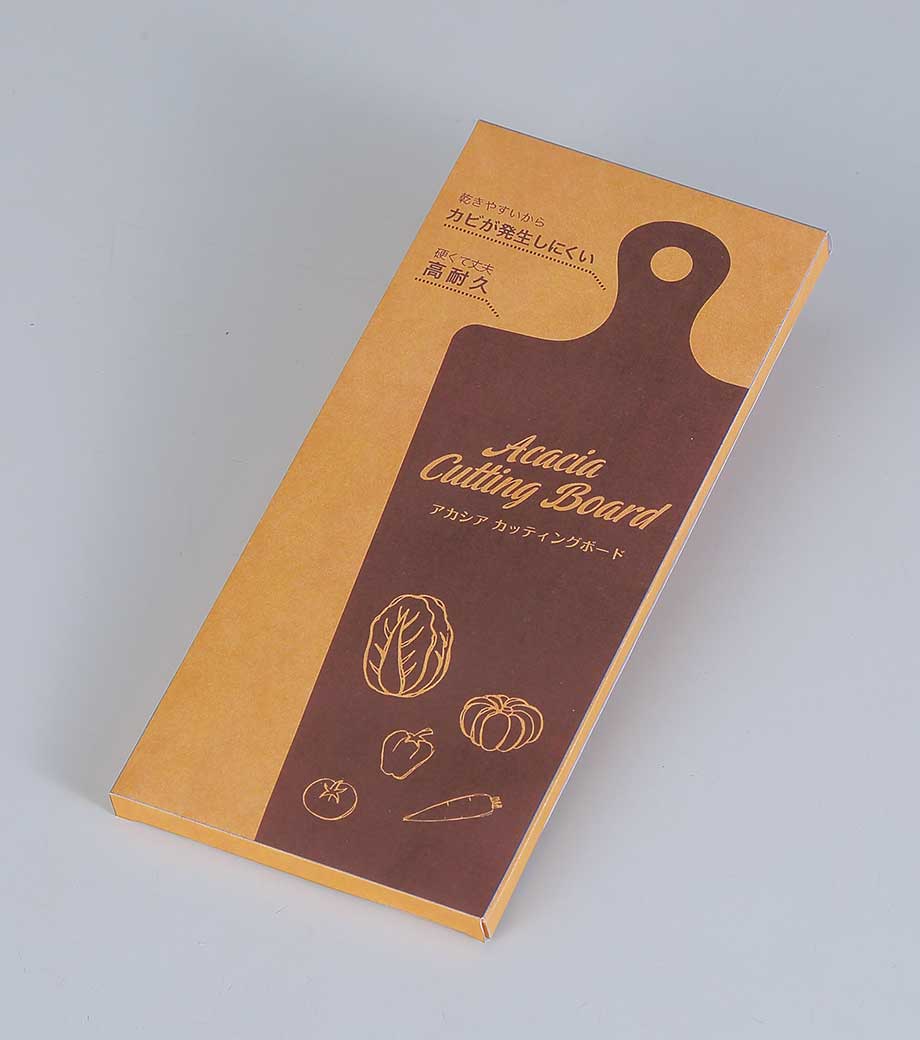 乾きやすいから
カビが発生しにくい
硬くて丈夫
高耐久
Acacia
Cutting Board
アカシア カッティングボード